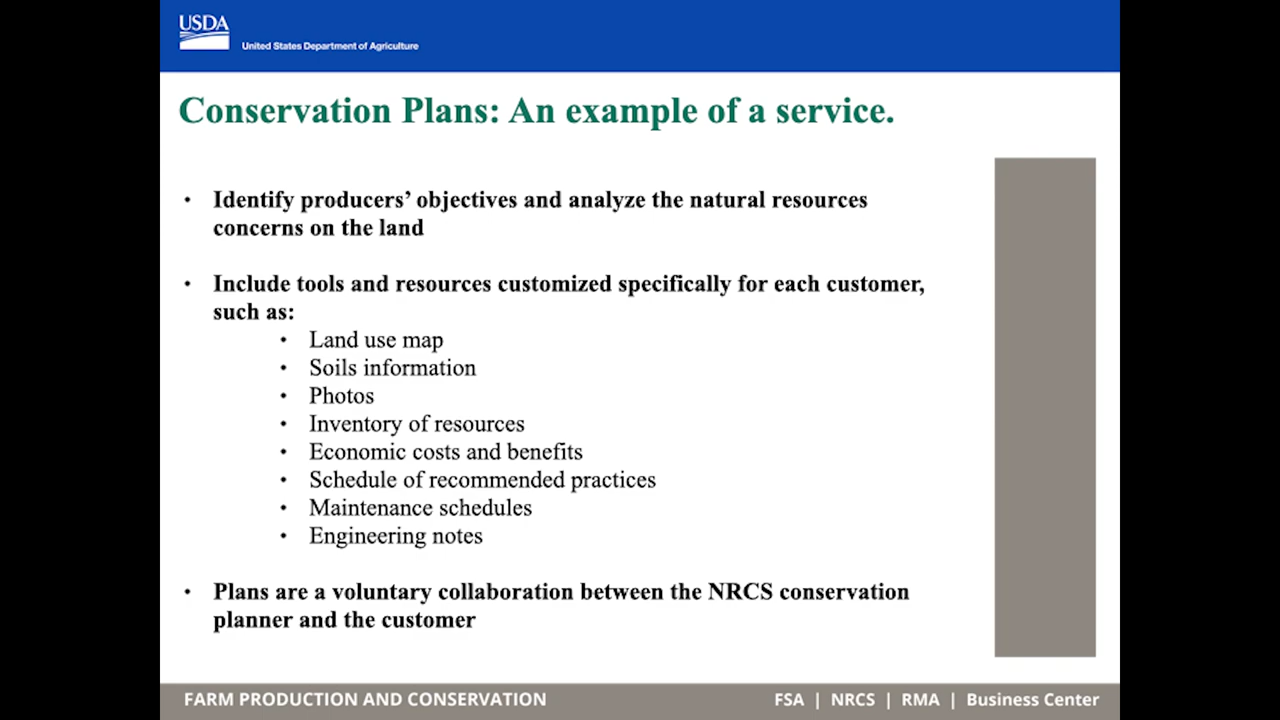 USDA
United States Department of Agriculture
Conservation Plans: An example of a service.
• Identify producers’ objectives and analyze the natural resources
concerns on the land
• Include tools and resources customized specifically for each customer,
such as:
• Land use map
• Soils information
• Photos
• Inventory of resources
• Economic costs and benefits
• Schedule of recommended practices
• Maintenance schedules
• Engineering notes
• Plans are a voluntary collaboration between the NRCS conservation
planner and the customer
FARM PRODUCTION AND CONSERVATION
FSA | NRCS | RMA | Business Center